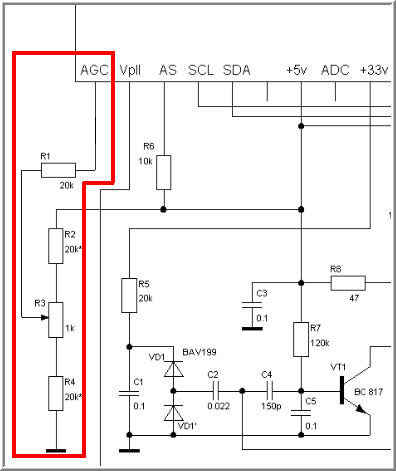 AGC Vpll AS SCL SDA +5v ADC +33v
R6
10k
R1
20k
R2
20k*
R3
1k
R4
20k*
R5
20k
C3
0.1
R8
47
R7
120k
BAV199
VD1
VD1'
C1
0.1
C2
0.022
C4
150p
C5
0.1
VT1
BC 817